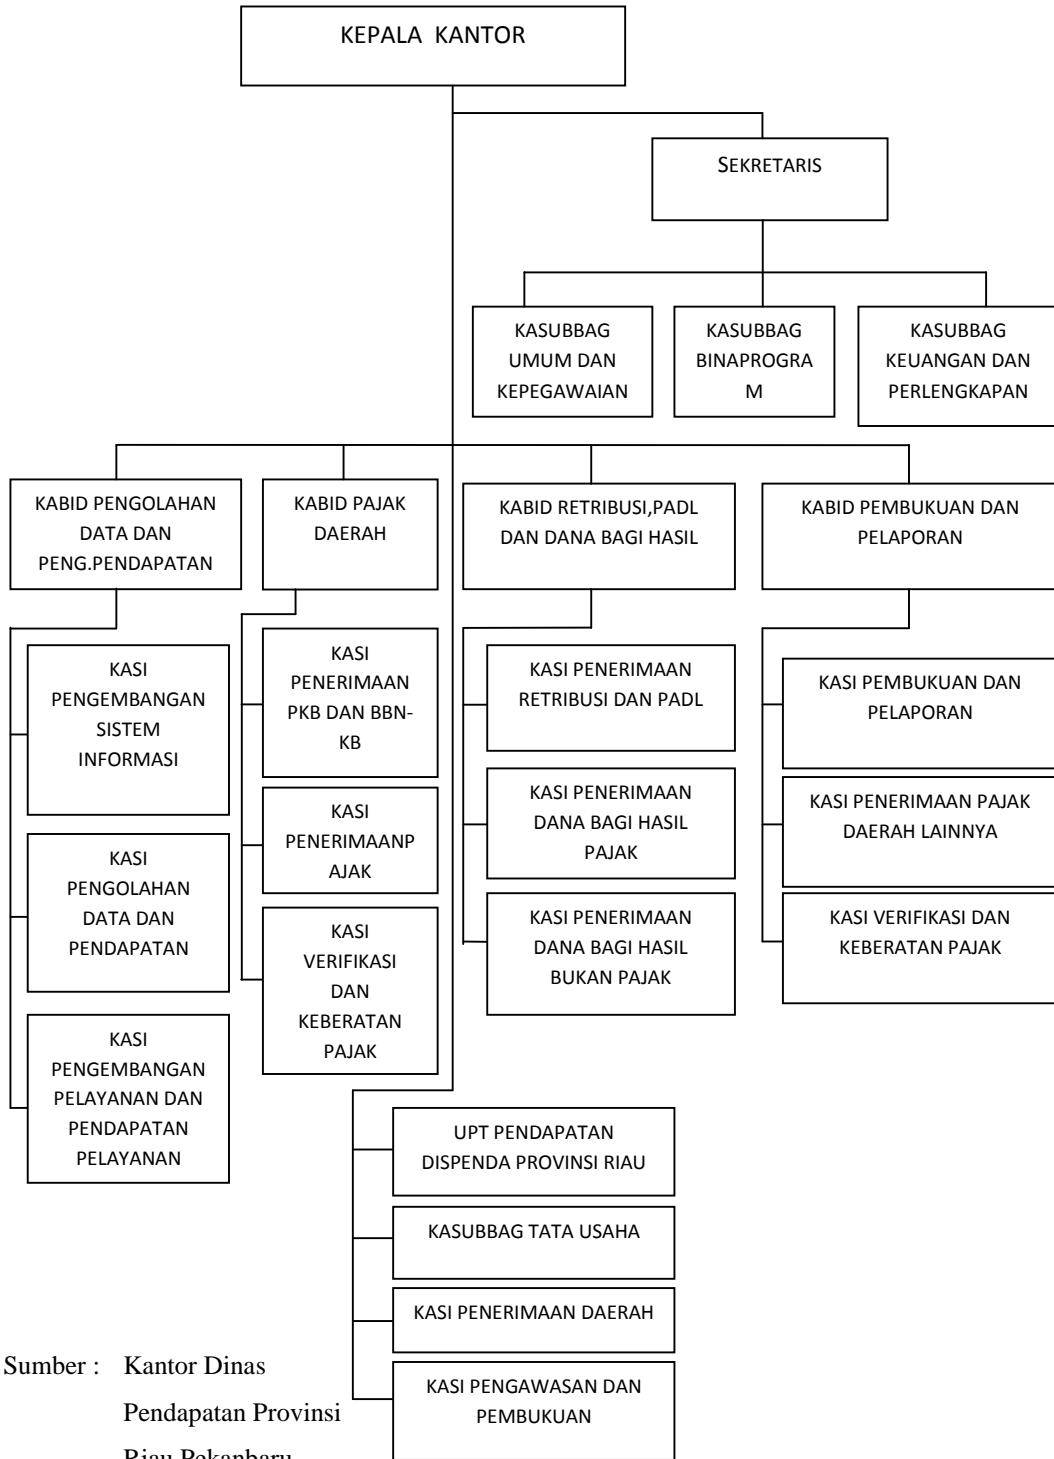 KEPALA KANTOR
SEKRETARIS
KASUBBAG
UMUM DAN
KEPEGAWAIAN
KASUBBAG
BINAPROGRA
M
KASUBBAG
KEUANGAN DAN
PERLENGKAPAN
KABID PENGOLAHAN
DATA DAN
PENG.PENDAPATAN
KABID PAJAK
DAERAH
KABID RETRIBUSI,PADL
DAN DANA BAGI HASIL
KABID PEMBUKUAN DAN
PELAPORAN
KASI
PENGEMBANGAN
SISTEM
INFORMASI
KASI
PENGOLAHAN
DATA DAN
PENDAPATAN
KASI
PENGEMBANGAN
PELAYANAN DAN
PENDAPATAN
PELAYANAN
KASI
PENERIMAAN
PKB DAN BBN-
KB
KASI
PENERIMAANP
AJAK
KASI
VERIFIKASI
DAN
KEBERATAN
PAJAK
KASI PENERIMAAN
RETRIBUSI DAN PADL
KASI PENERIMAAN
DANA BAGI HASIL
PAJAK
KASI PENERIMAAN
DANA BAGI HASIL
BUKAN PAJAK
KASI PEMBUKUAN DAN
PELAPORAN
KASI PENERIMAAN PAJAK
DAERAH LAINNYA
KASI VERIFIKASI DAN
KEBERATAN PAJAK
UPT PENDAPATAN
DISPENDA PROVINSI RIAU
KASUBBAG TATA USAHA
KASI PENERIMAAN DAERAH
KASI PENGAWASAN DAN
PEMBUKUAN
Sumber : Kantor Dinas
Pendapatan Provinsi
Riau Pekanbaru